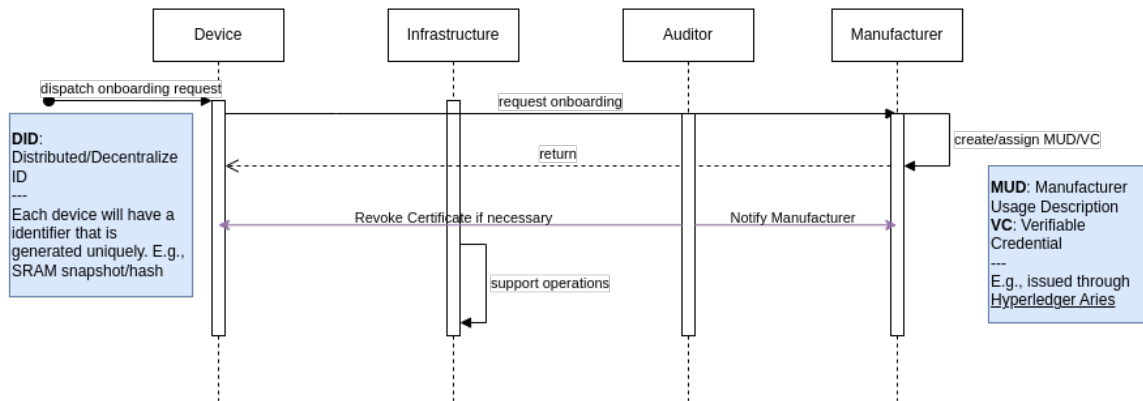 Device
Infrastructure
Auditor
Manufacturer
dispatch onboarding request
request onboarding
create/assign MUD/VC
return
DID:
Distributed/Decentralize
ID
---
Each device will have a
identifier that is
generated uniquely. E.g.,
SRAM snapshot/hash
Revoke Certificate if necessary
Notify Manufacturer
support operations
MUD: Manufacturer
Usage Description
VC: Verifiable
Credential
---
E.g., issued through
Hyperledger Aries